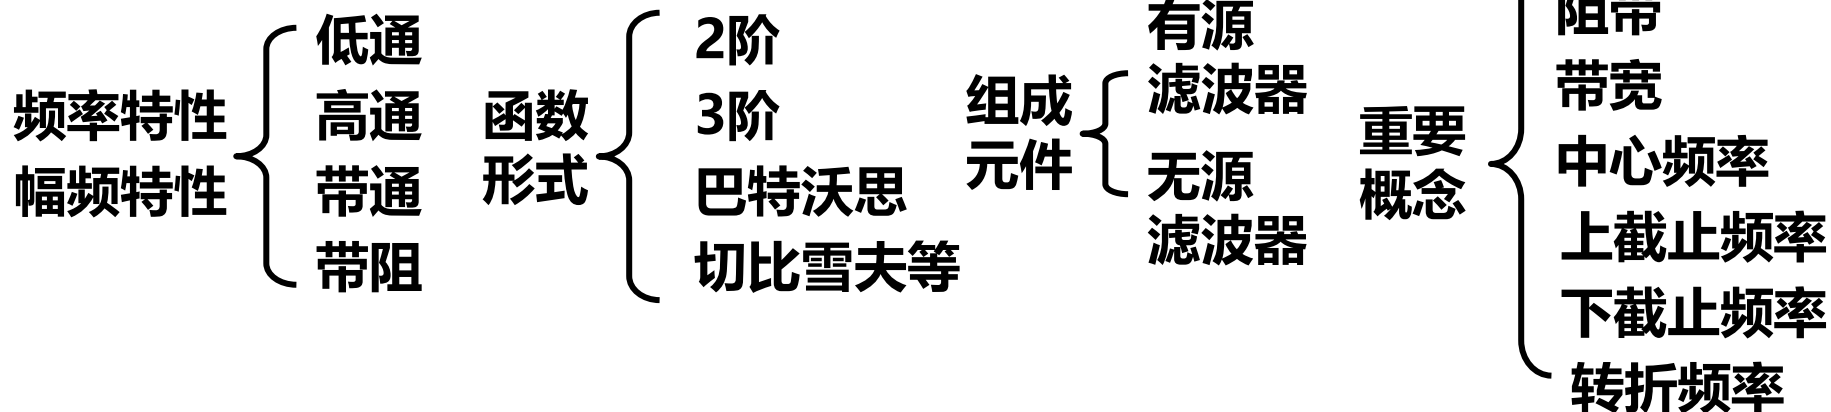 频率特性
幅频特性
低通
高通
带通
带阻
函数
形式
2阶
3阶
巴特沃思
切比雪夫等
组成
元件
有源
滤波器
无源
滤波器
重要
概念
阻带
带宽
中心频率
上截止频率
下截止频率
转折频率